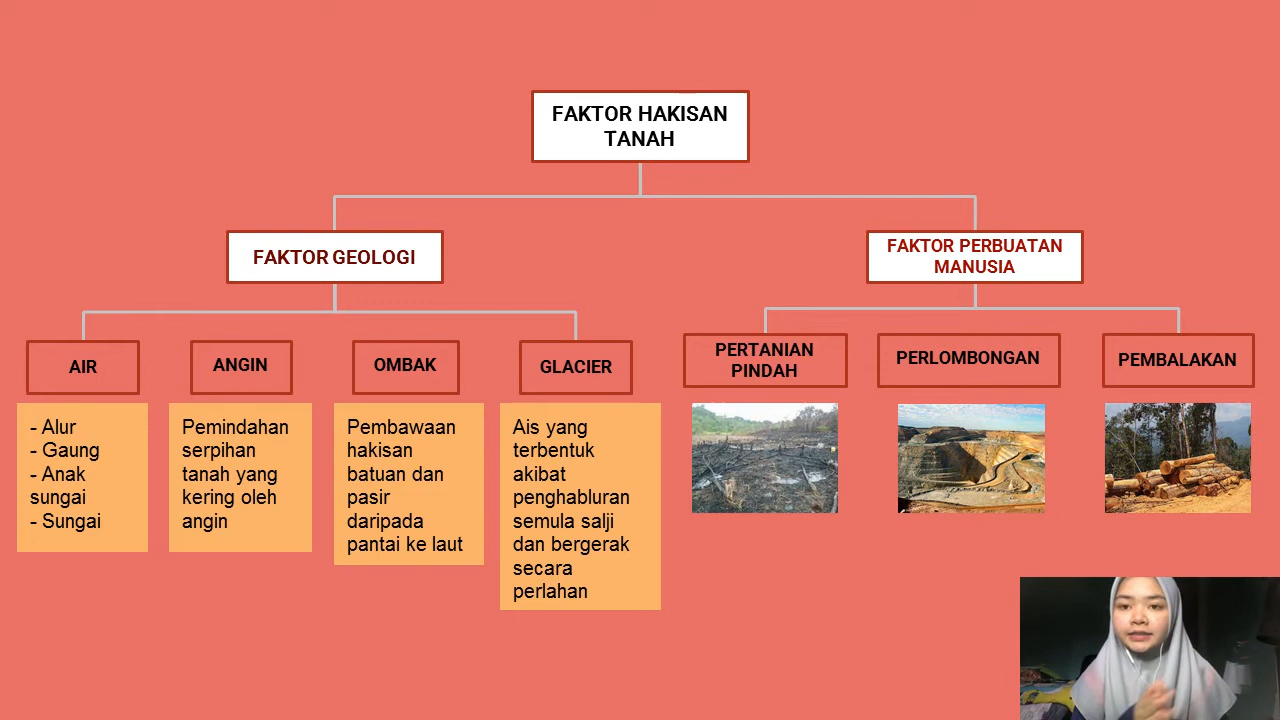 FAKTOR HAKISAN
TANAH
FAKTOR GEOLOGI
FAKTOR PERBUATAN
MANUSIA
AIR
ANGIN
OMBAK
GLACIER
PERTANIAN
PINDAH
PERLOMBONGAN
PEMBALAKAN
- Alur
- Gaung
- Anak
sungai
- Sungai
Pemindahan
serpihan
tanah yang
kering oleh
angin
Pembawaan
hakisan
batuan dan
pasir
daripada
pantai ke laut
Ais yang
terbentuk
akibat
penghabluran
semula salji
dan bergerak
secara
perlahan